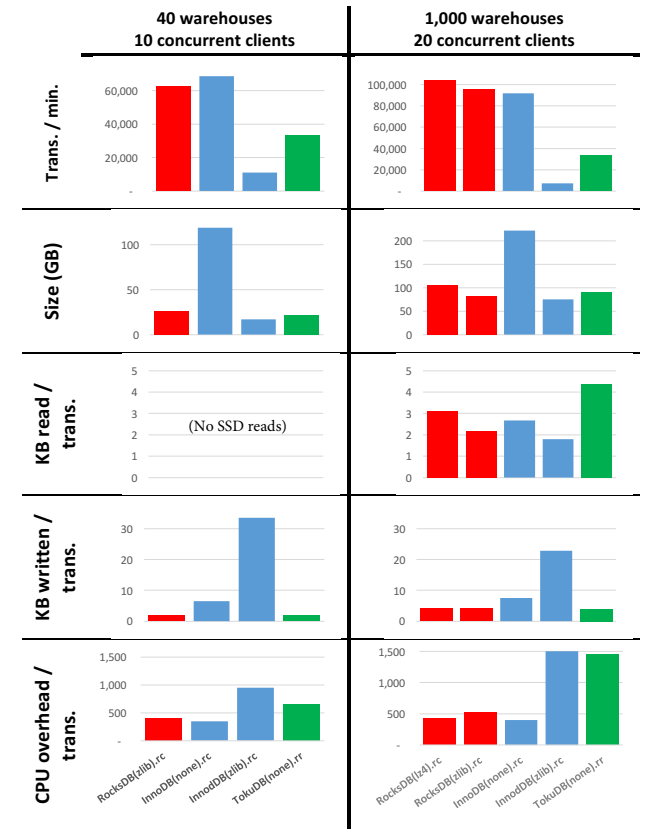 40 warehouses
10 concurrent clients
1,000 warehouses
20 concurrent clients
Trans. / min.
60,000
40,000
20,000
-
100,000
80,000
60,000
40,000
20,000
-
Size (GB)
100
50
0
200
150
100
50
0
KB read /
trans.
5
4
3
2
1
0
(No SSD reads)
5
4
3
2
1
0
KB written /
trans.
30
20
10
0
30
20
10
0
CPU overhead /
trans.
1,500
1,000
500
-
1,500
1,000
500
-
RocksDB(zlib).rc
InnoDB(none).rc
InnodDB(zlib).rc
TokuDB(none).rr
RocksDB(lz4).rc
RocksDB(zlib).rc
InnoDB(none).rc
InnodDB(zlib).rc
TokuDB(none).rr